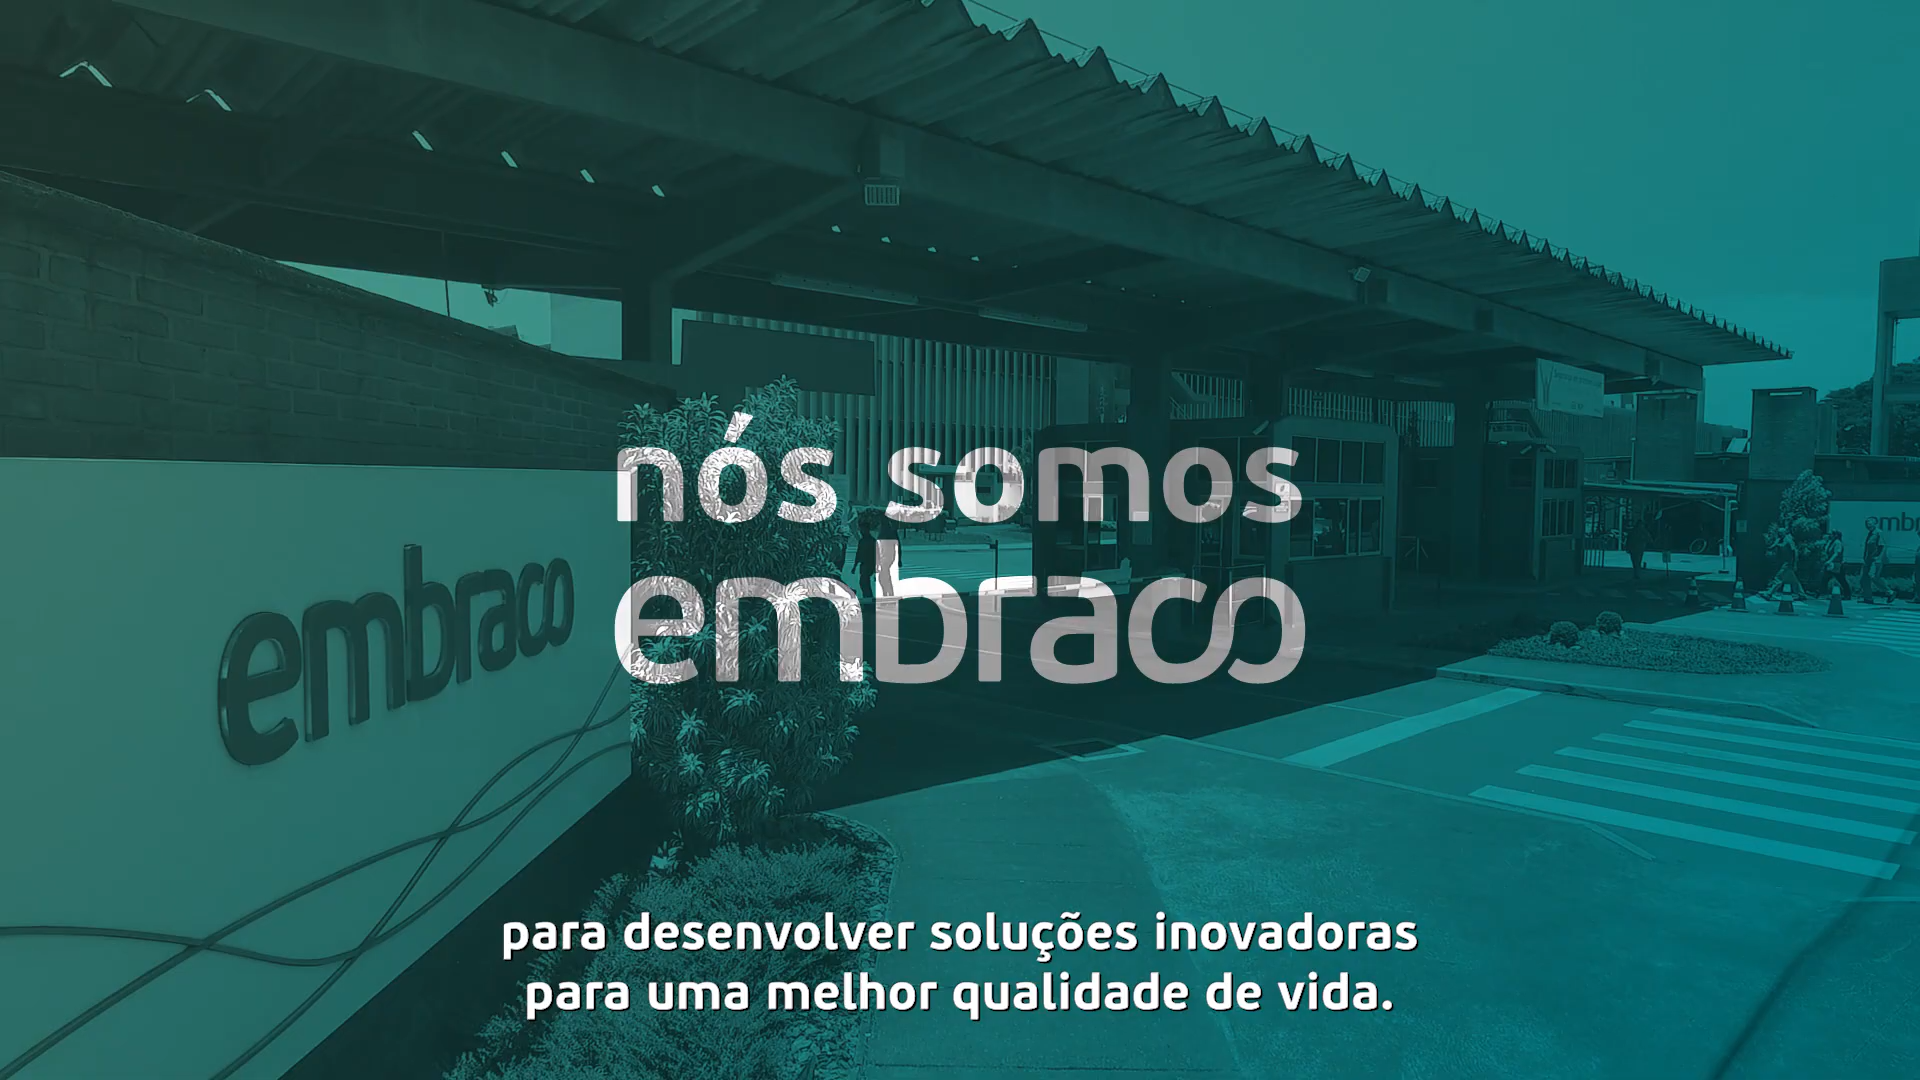 nós somos
embraco
embraco
para desenvolver soluções inovadoras
para uma melhor qualidade de vida.